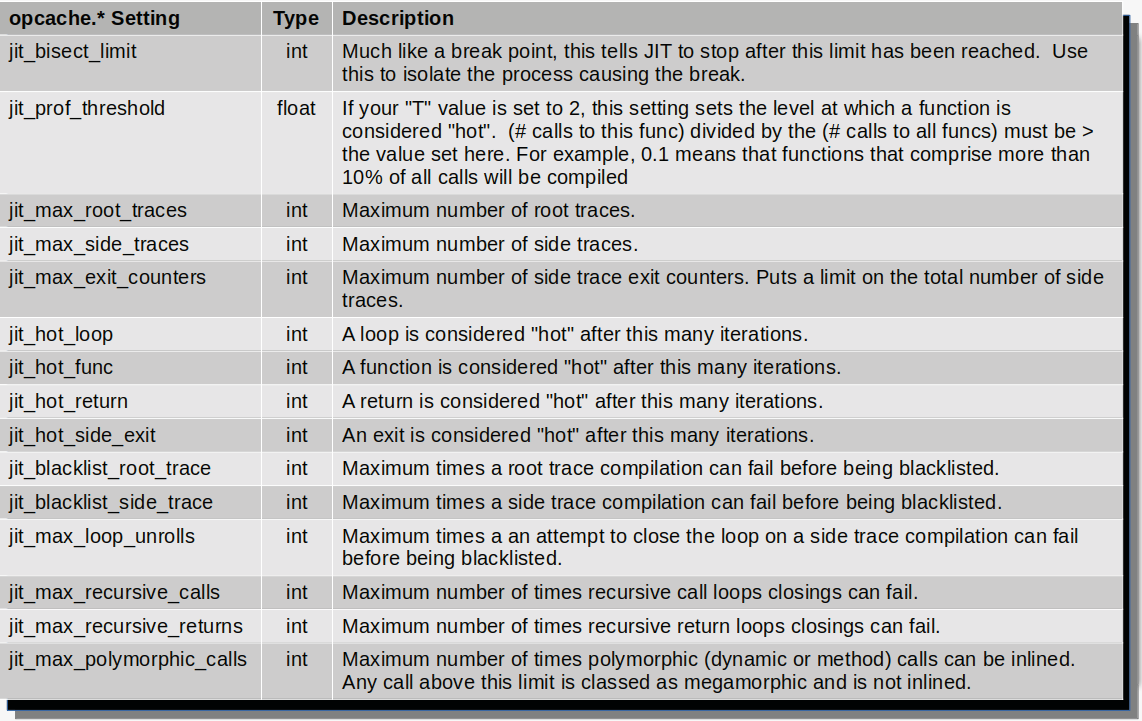 opcache.* Setting Type Description
jit_bisect_limit int Much like a break point, this tells JIT to stop after this limit has been reached.  Use
this to isolate the process causing the break.
jit_prof_threshold float If your "T" value is set to 2, this setting sets the level at which a function is
considered "hot".  (# calls to this func) divided by the (# calls to all funcs) must be >
the value set here. For example, 0.1 means that functions that comprise more than
10% of all calls will be compiled
jit_max_root_traces int Maximum number of root traces.
jit_max_side_traces int Maximum number of side traces.
jit_max_exit_counters int Maximum number of side trace exit counters. Puts a limit on the total number of side
traces.
jit_hot_loop int A loop is considered "hot" after this many iterations.
jit_hot_func int A function is considered "hot" after this many iterations.
jit_hot_return int A return is considered "hot" after this many iterations.
jit_hot_side_exit int An exit is considered "hot" after this many iterations.
jit_blacklist_root_trace int Maximum times a root trace compilation can fail before being blacklisted.
jit_blacklist_side_trace int Maximum times a side trace compilation can fail before being blacklisted.
jit_max_loop_unrolls int Maximum times a an attempt to close the loop on a side trace compilation can fail
before being blacklisted.
jit_max_recursive_calls int Maximum number of times recursive call loops closings can fail.
jit_max_recursive_returns int Maximum number of times recursive return loops closings can fail.
jit_max_polymorphic_calls int Maximum number of times polymorphic (dynamic or method) calls can be inlined.
Any call above this limit is classed as megamorphic and is not inlined.